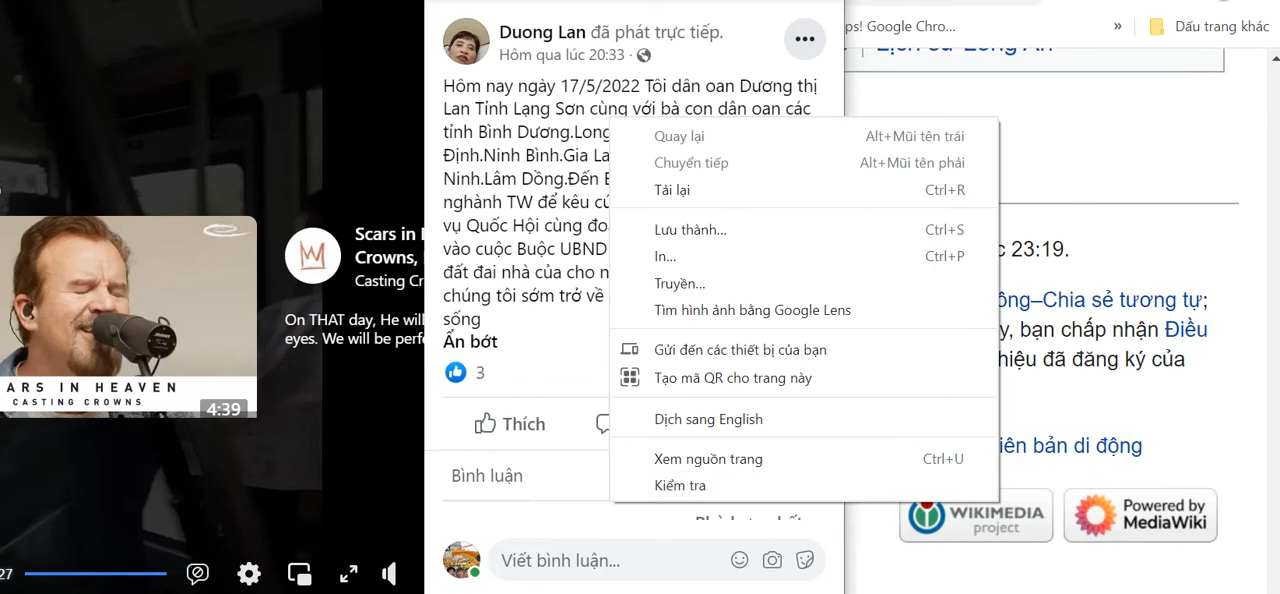 Scars in
Crowns,
Casting Cr
On THAT day, He will
eyes. We will be perfe
ARS IN HEAVEN
CASTING CROWNS
4:39
27
Duong Lan đã phát trực tiếp.
Hôm qua lúc 20:33 ·
Hôm nay ngày 17/5/2022 Tôi dân oan Dương thị
Lan Tỉnh Lạng Sơn cùng với bà con dân oan các
tỉnh Bình Dương.Long
Định.Ninh Bình.Gia La
Ninh.Lâm Dồng.Đến
nghành TW để kêu cứ
vụ Quốc Hội cùng đoà
vào cuộc Buộc UBND
đất đai nhà của cho n
chúng tôi sớm trở về
sống
Ẩn bớt
3
Thích
Bình luận
Viết bình luận...
Quay lại Alt+Mũi tên trái
Chuyển tiếp Alt+Mũi tên phải
Tải lại Ctrl+R
Lưu thành... Ctrl+S
In... Ctrl+P
Truyền...
Tìm hình ảnh bằng Google Lens
Gửi đến các thiết bị của bạn
Tạo mã QR cho trang này
Dịch sang English
Xem nguồn trang Ctrl+U
Kiểm tra
ps! Google Chro... » Dấu trang khác
23:19.
ông–Chia sẻ tương tự;
y, bạn chấp nhận Điều
hiệu đã đăng ký của
iên bản di động
WIKIMEDIA
project
Powered by
MediaWiki